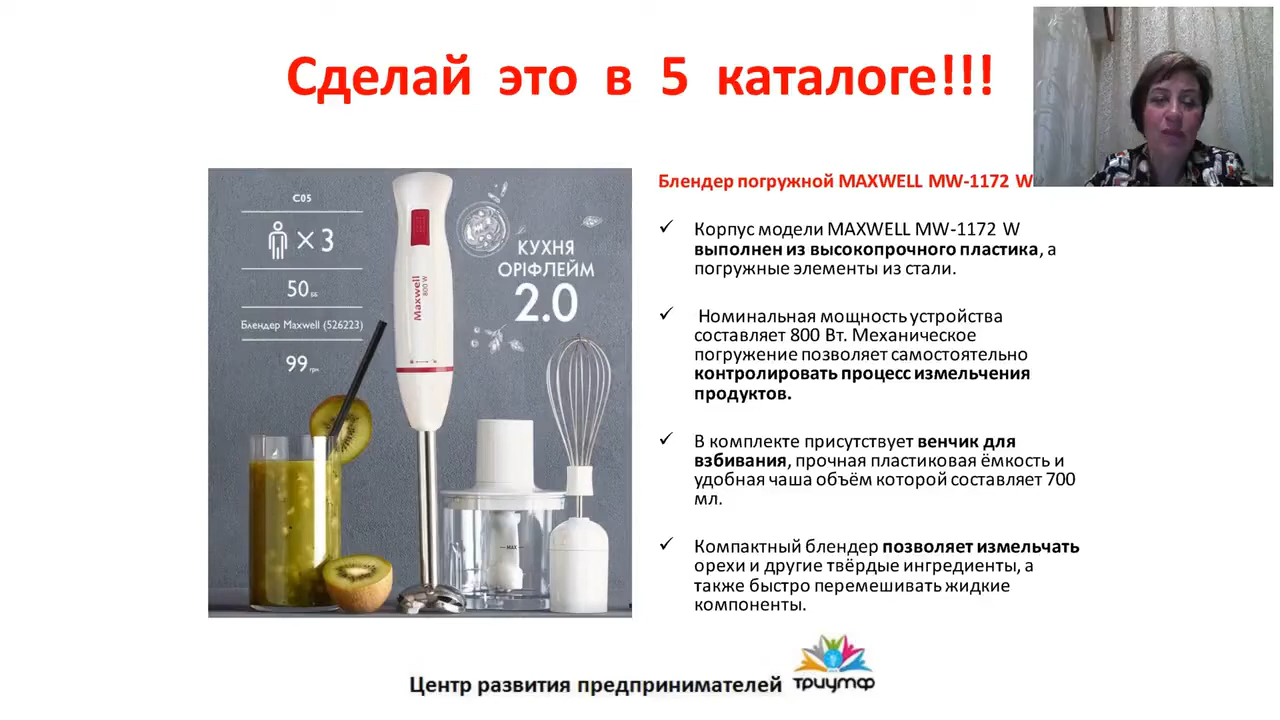 Сделай это в 5 каталоге!!!
C05
×3
50 ББ
Блендер Maxwell (526223)
99 грн
Maxwell
800 W
КУХНЯ
ОРІФЛЕЙМ
2.0
MAX
Блендер погружной MAXWELL MW-1172 W
✓ Корпус модели MAXWELL MW-1172 W
выполнен из высокопрочного пластика, а
погружные элементы из стали.
✓ Номинальная мощность устройства
составляет 800 Вт. Механическое
погружение позволяет самостоятельно
контролировать процесс измельчения
продуктов.
✓ В комплекте присутствует венчик для
взбивания, прочная пластиковая ёмкость и
удобная чаша объём которой составляет 700
мл.
✓ Компактный блендер позволяет измельчать
орехи и другие твёрдые ингредиенты, а
также быстро перемешивать жидкие
компоненты.
Центр развития предпринимателей
триумф